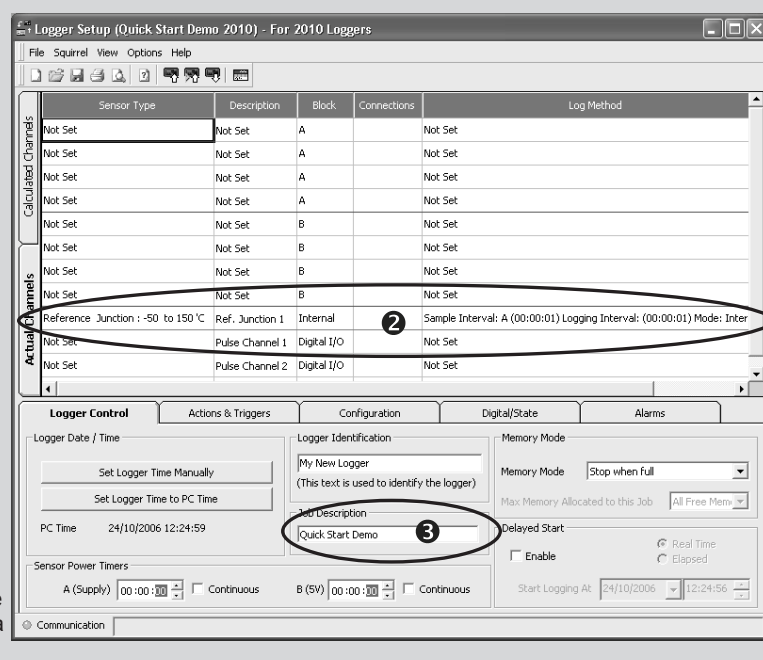 Logger Setup (Quick Start Demo 2010) - For 2010 Loggers
File Squirrel View Options Help
Sensor Type Description Block Connections Log Method
Calculated Channels
Actual Channels
Not Set Not Set A Not Set
Not Set Not Set A Not Set
Not Set Not Set A Not Set
Not Set Not Set A Not Set
Not Set Not Set B Not Set
Not Set Not Set B Not Set
Not Set Not Set B Not Set
Not Set Not Set B Not Set
Reference Junction : -50 to 150 'C Ref. Junction 1 Internal ❷ Sample Interval: A (00:00:01) Logging Interval: (00:00:01) Mode: Inter
Not Set Pulse Channel 1 Digital I/O Not Set
Not Set Pulse Channel 2 Digital I/O Not Set
Logger Control Actions & Triggers Configuration Digital/State Alarms
Logger Date / Time
Set Logger Time Manually
Set Logger Time to PC Time
PC Time 24/10/2006 12:24:59
Logger Identification
My New Logger
(This text is used to identify the logger)
Job Description
Quick Start Demo ❸
Memory Mode
Memory Mode Stop when full
Max Memory Allocated to this Job All Free Mem
Delayed Start
Enable
Real Time
Elapsed
Start Logging At 24/10/2006 12:24:56
Sensor Power Timers
A (Supply) 00:00:00 Continuous B (5V) 00:00:00 Continuous
Communication
e
a